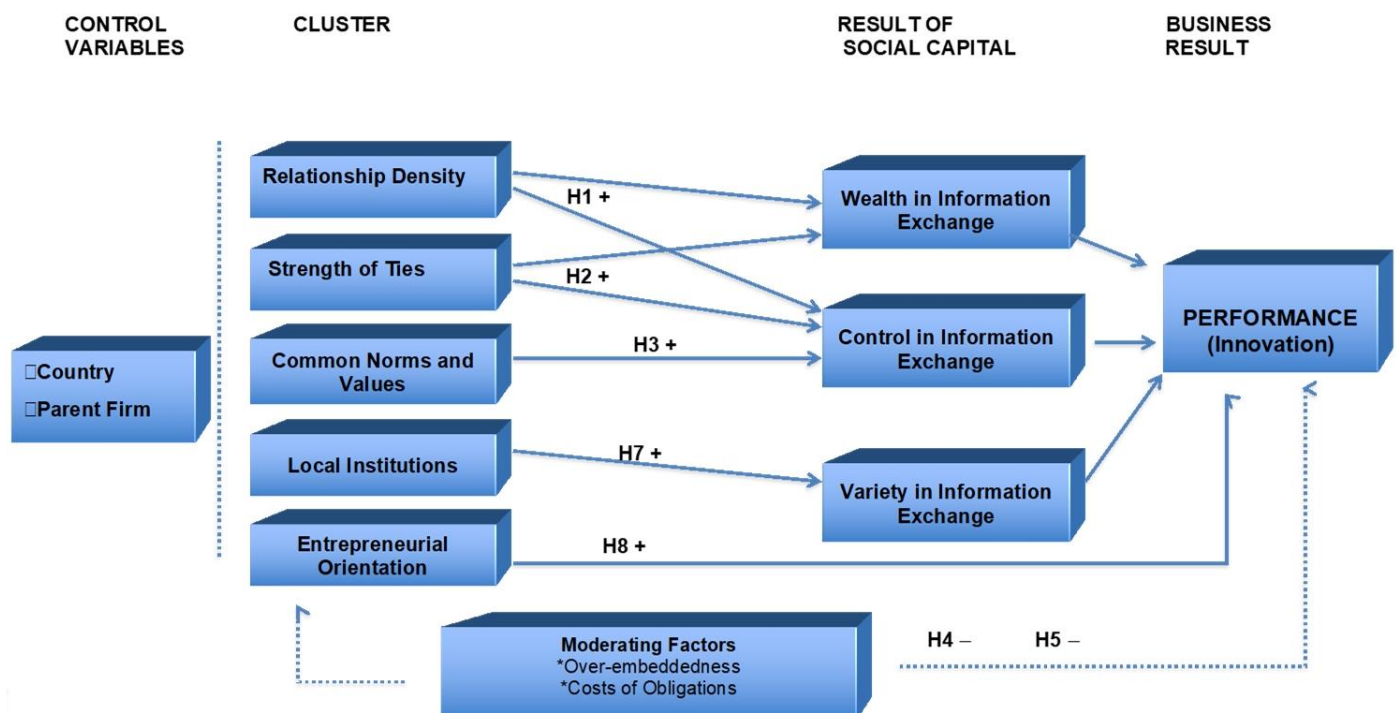 CONTROL
VARIABLES
CLUSTER
RESULT OF
SOCIAL CAPITAL
BUSINESS
RESULT
□Country
□Parent Firm
Relationship Density
Strength of Ties
Common Norms and
Values
Local Institutions
Entrepreneurial
Orientation
H1 +
H2 +
H3 +
H7 +
H8 +
Wealth in Information
Exchange
Control in Information
Exchange
Variety in Information
Exchange
PERFORMANCE
(Innovation)
Moderating Factors
*Over-embeddedness
*Costs of Obligations
H4 – H5 –